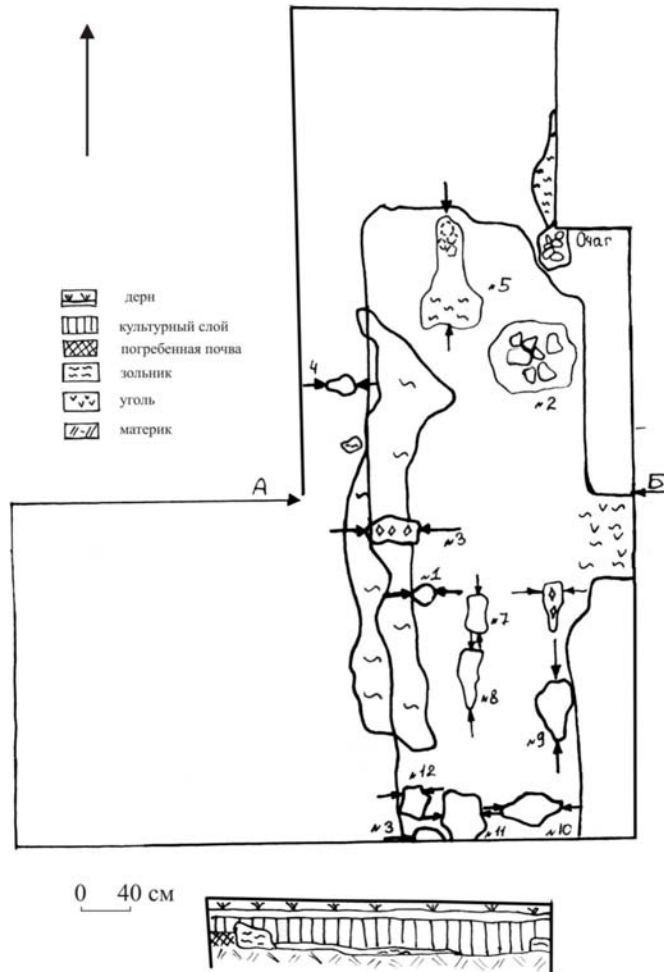 Очаг
№5
дерн
культурный слой
погребенная почва
зольник
уголь
материк
4
№2
А
Б
№3
№1
№7
№8
№9
№12
№3
№11
№10
0 40 см